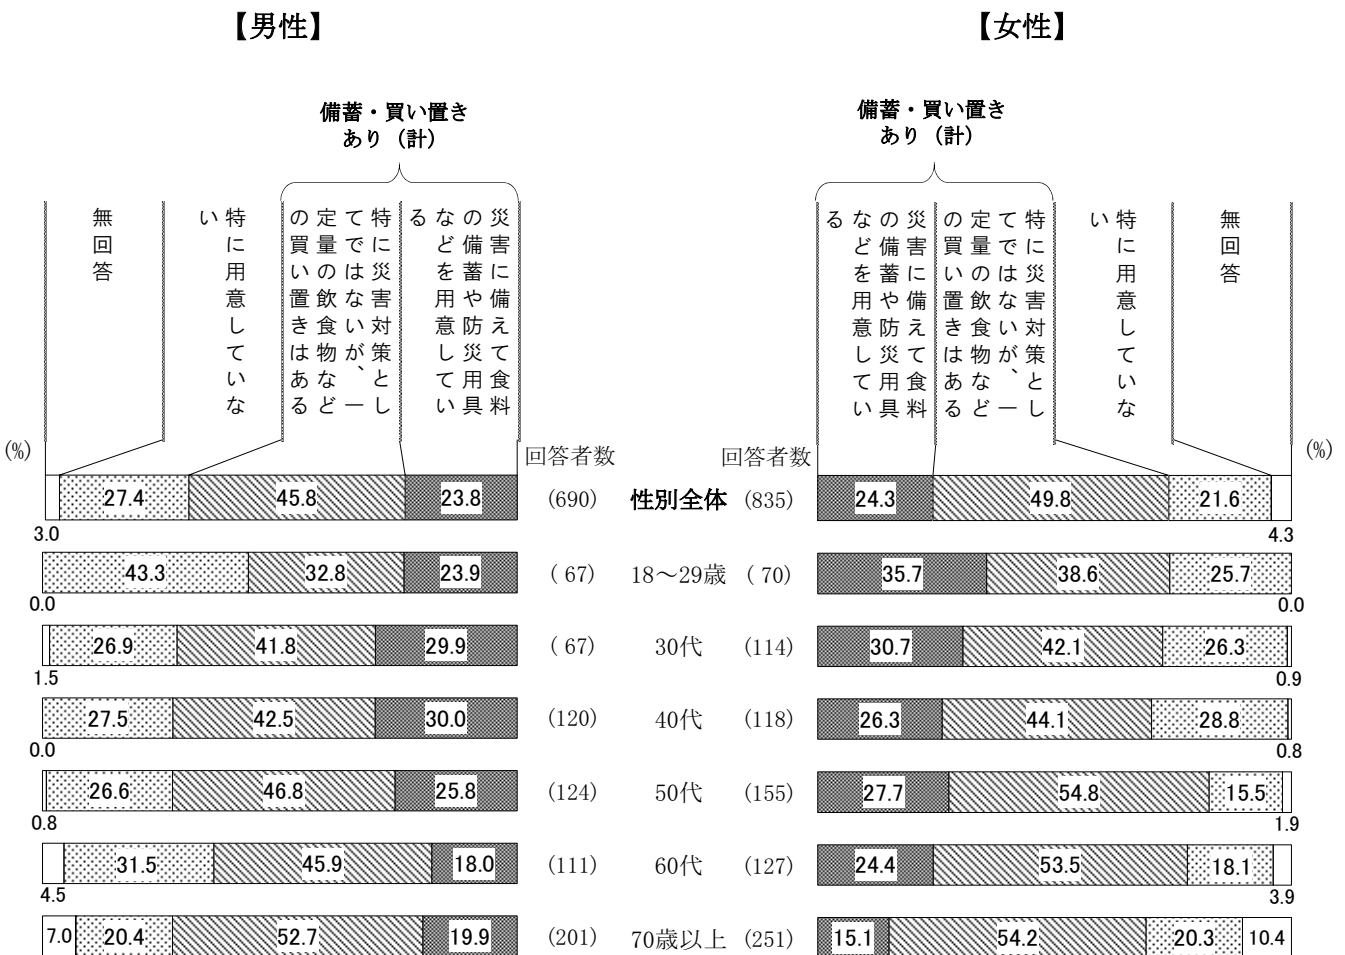 【男性】
【女性】
備蓄・買い置き
あり（計）
備蓄・買い置き
あり（計）
無回答
特に用意していな
い
特に災害対策とし
てではないが、一
定量の飲食物など
の買い置きはある
災害に備えて食料
の備蓄や防災用具
などを用意してい
る
災害に備えて食料
の備蓄や防災用具
などを用意してい
る
特に災害対策とし
てではないが、一
定量の飲食物など
の買い置きはある
特に用意していな
い
無回答
(%) 回答者数 回答者数 (%)
27.4 45.8 23.8 (690) 性別全体 (835) 24.3 49.8 21.6
3.0 4.3
43.3 32.8 23.9 ( 67) 18～29歳 ( 70) 35.7 38.6 25.7
0.0 0.0
26.9 41.8 29.9 ( 67) 30代 (114) 30.7 42.1 26.3
1.5 0.9
27.5 42.5 30.0 (120) 40代 (118) 26.3 44.1 28.8
0.0 0.8
26.6 46.8 25.8 (124) 50代 (155) 27.7 54.8 15.5
0.8 1.9
31.5 45.9 18.0 (111) 60代 (127) 24.4 53.5 18.1
4.5 3.9
7.0 20.4 52.7 19.9 (201) 70歳以上 (251) 15.1 54.2 20.3 10.4